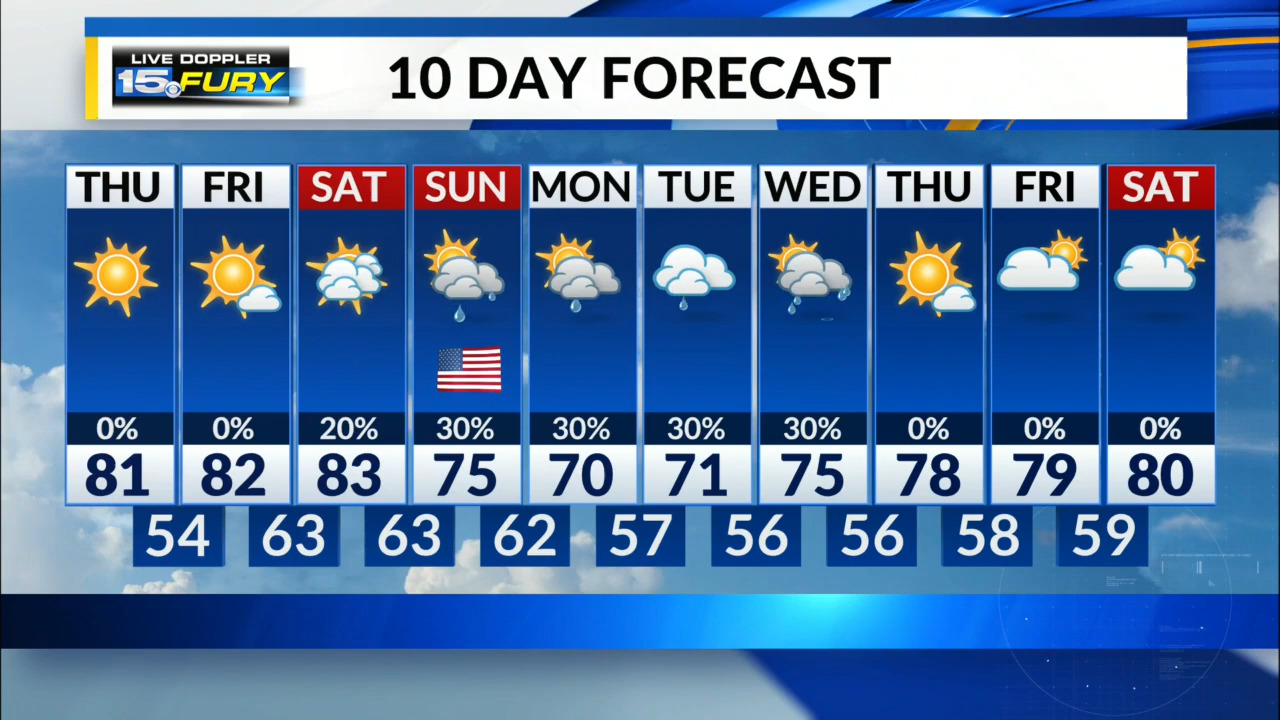 LIVE DOPPLER
15 FURY
10 DAY FORECAST
THU FRI SAT SUN MON TUE WED THU FRI SAT
0% 0% 20% 30% 30% 30% 30% 0% 0% 0%
81 82 83 75 70 71 75 78 79 80
54 63 63 62 57 56 56 58 59